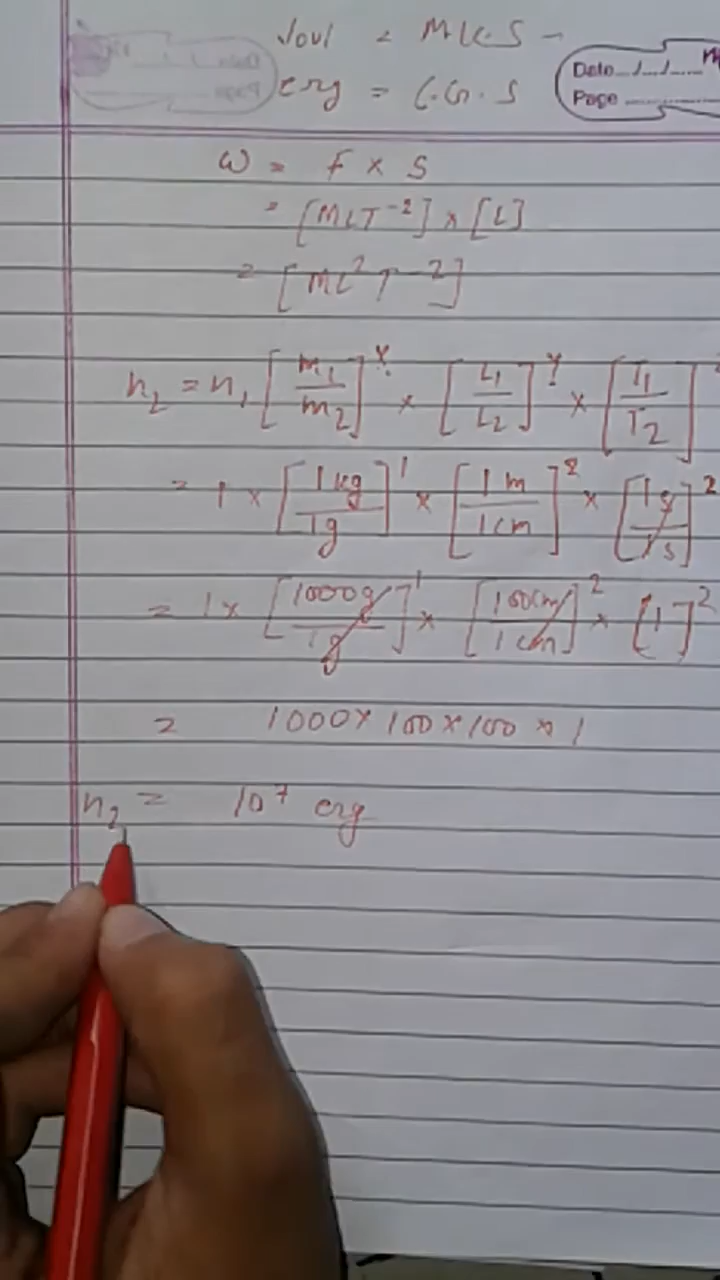 Joul = M.K.S -
erg = C.G.S
Date.../.../......
Page ..................
W = F x S
= [MLT⁻²] x [L]
= [ML²T⁻²]
n₂ = n₁ [M₁/M₂]ˣ x [L₁/L₂]ʸ x [T₁/T₂]
= 1 x [1kg/1g]¹ x [1m/1cm]² x [1s/1s]²
= 1 x [1000g/1g]¹ x [100cm/1cm]² x [1]²
= 1000 x 100 x 100 x 1
n₂ = 10⁷ erg